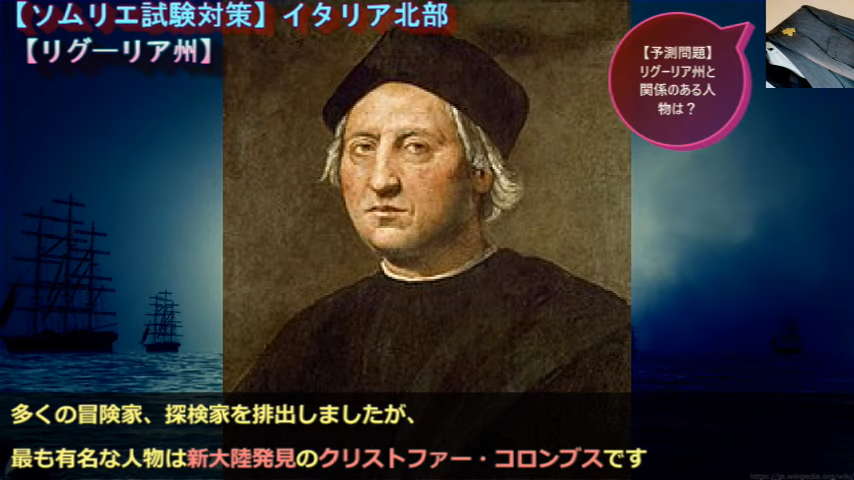 【ソムリエ試験対策】イタリア北部
【リグーリア州】
【予測問題】
リグーリア州と
関係のある人
物は？
多くの冒険家、探検家を排出しましたが、
最も有名な人物は新大陸発見のクリストファー・コロンブスです